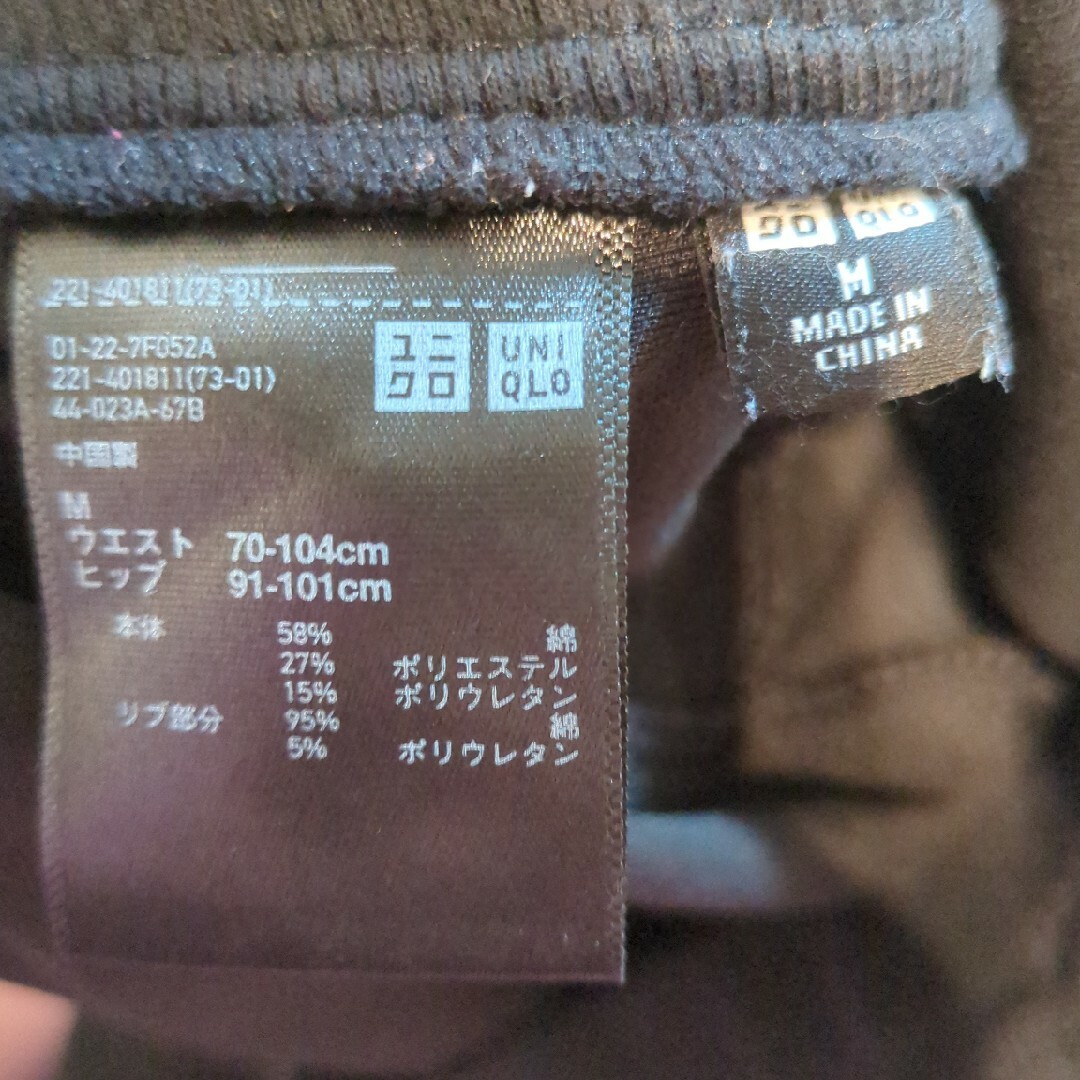 221-401811(73-01)
01-22-7F052A
221-401811(73-01)
44-023A-67B
ユニ
クロ
UNI
QLO
中国製
M
ウエスト 70-104cm
ヒップ 91-101cm
本体 58% 綿
27% ポリエステル
15% ポリウレタン
リブ部分 95% 綿
5% ポリウレタン
クロ
QLO
M
MADE IN
CHINA